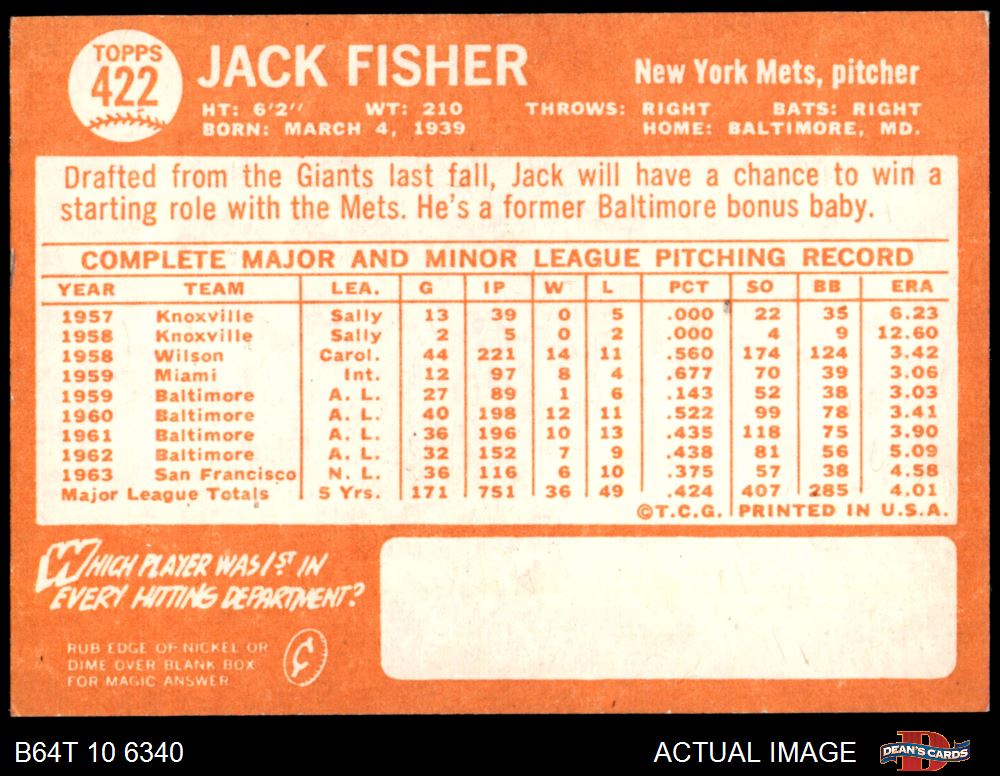 TOPPS
422
JACK FISHER
New York Mets, pitcher
HT: 6'2" WT: 210 THROWS: RIGHT BATS: RIGHT
BORN: MARCH 4, 1939 HOME: BALTIMORE, MD.
Drafted from the Giants last fall, Jack will have a chance to win a
starting role with the Mets. He's a former Baltimore bonus baby.
COMPLETE MAJOR AND MINOR LEAGUE PITCHING RECORD
YEAR TEAM LEA. G IP W L PCT SO BB ERA
1957 Knoxville Sally 13 39 0 5 .000 22 35 6.23
1958 Knoxville Sally 2 5 0 2 .000 4 9 12.60
1958 Wilson Carol. 44 221 14 11 .560 174 124 3.42
1959 Miami Int. 12 97 8 4 .677 70 39 3.06
1959 Baltimore A. L. 27 89 1 6 .143 52 38 3.03
1960 Baltimore A. L. 40 198 12 11 .522 99 78 3.41
1961 Baltimore A. L. 36 196 10 13 .435 118 75 3.90
1962 Baltimore A. L. 32 152 7 9 .438 81 56 5.09
1963 San Francisco N. L. 36 116 6 10 .375 57 38 4.58
Major League Totals 5 Yrs. 171 751 36 49 .424 407 285 4.01
©T.C.G. PRINTED IN U.S.A.
WHICH PLAYER WAS 1ST IN
EVERY HITTING DEPARTMENT?
RUB EDGE OF NICKEL OR
DIME OVER BLANK BOX
FOR MAGIC ANSWER
¢
B64T 10 6340
ACTUAL IMAGE
D
DEAN'S CARDS